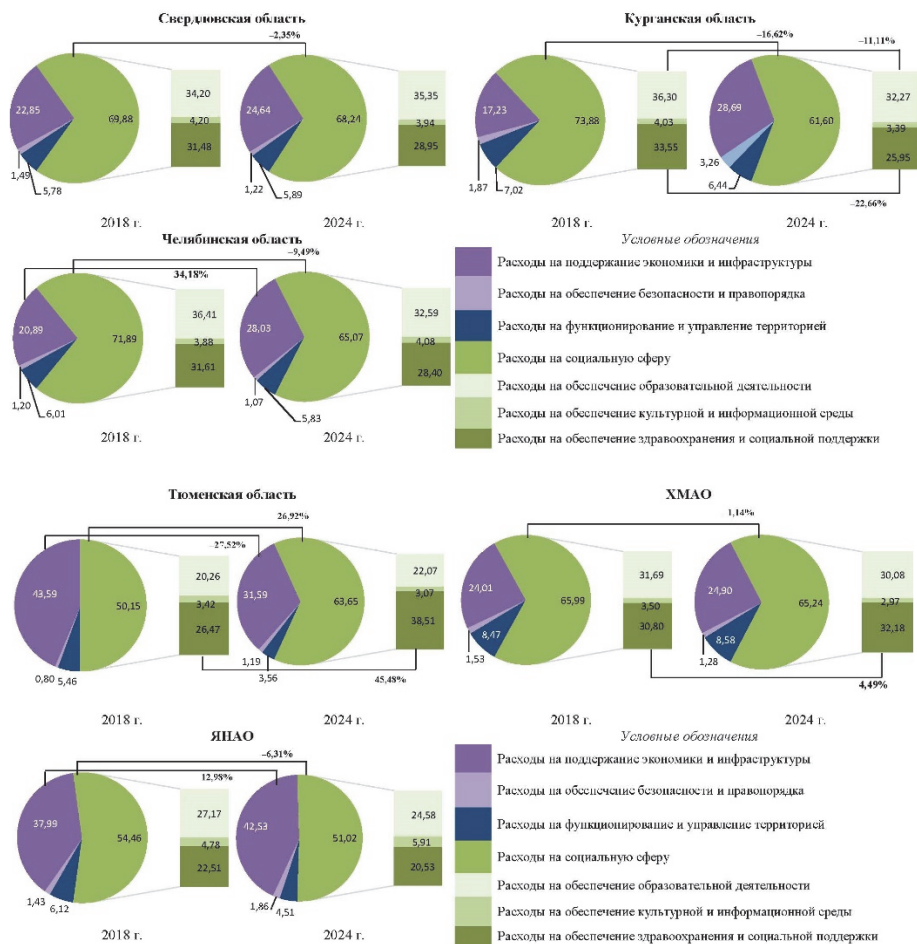 Свердловская область
–2,35%
22,85
69,88
1,49
5,78
34,20
4,20
31,48
24,64
68,24
1,22
5,89
35,35
3,94
28,95
2018 г.
2024 г.
Курганская область
–16,62%
–11,11%
17,23
73,88
1,87
7,02
36,30
4,03
33,55
28,69
61,60
3,26
6,44
32,27
3,39
25,95
–22,66%
2018 г.
2024 г.
Челябинская область
–9,49%
34,18%
20,89
71,89
1,20
6,01
36,41
3,88
31,61
28,03
65,07
1,07
5,83
32,59
4,08
28,40
2018 г.
2024 г.
Условные обозначения
Расходы на поддержание экономики и инфраструктуры
Расходы на обеспечение безопасности и правопорядка
Расходы на функционирование и управление территорией
Расходы на социальную сферу
Расходы на обеспечение образовательной деятельности
Расходы на обеспечение культурной и информационной среды
Расходы на обеспечение здравоохранения и социальной поддержки
Тюменская область
26,92%
–27,52%
43,59
50,15
0,80
5,46
20,26
3,42
26,47
31,59
63,65
1,19
3,56
22,07
3,07
38,51
45,48%
2018 г.
2024 г.
ХМАО
1,14%
24,01
65,99
8,47
1,53
31,69
3,50
30,80
24,90
65,24
8,58
1,28
30,08
2,97
32,18
4,49%
2018 г.
2024 г.
ЯНАО
–6,31%
12,98%
37,99
54,46
1,43
6,12
27,17
4,78
22,51
42,53
51,02
1,86
4,51
24,58
5,91
20,53
2018 г.
2024 г.
Условные обозначения
Расходы на поддержание экономики и инфраструктуры
Расходы на обеспечение безопасности и правопорядка
Расходы на функционирование и управление территорией
Расходы на социальную сферу
Расходы на обеспечение образовательной деятельности
Расходы на обеспечение культурной и информационной среды
Расходы на обеспечение здравоохранения и социальной поддержки